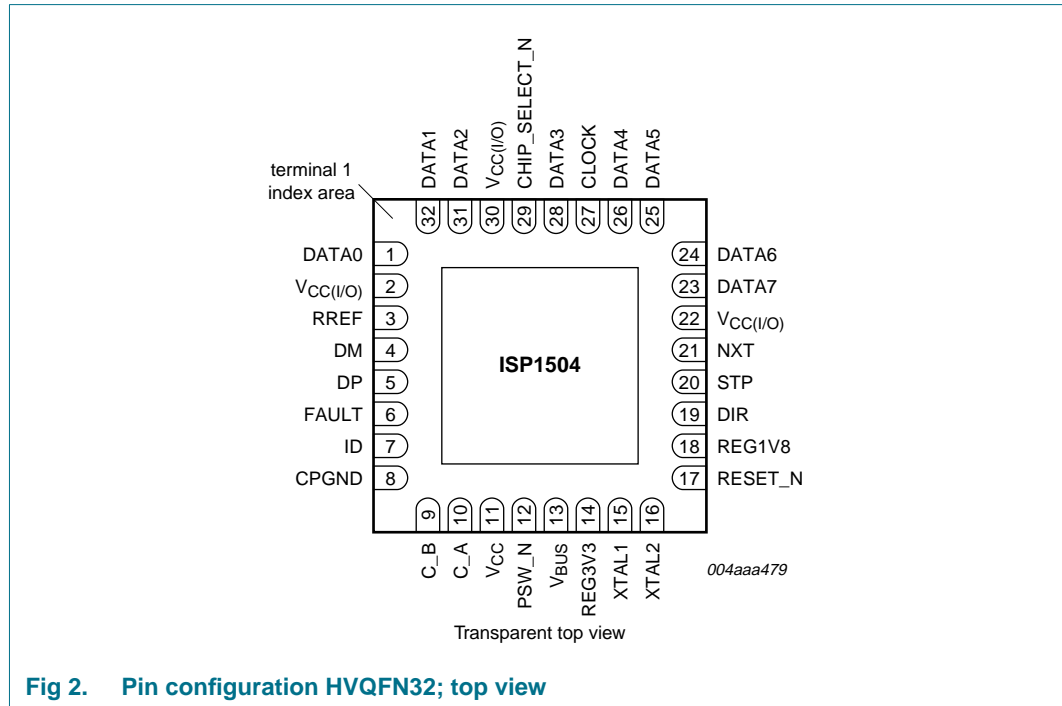 terminal 1
index area
32 DATA1
31 DATA2
30 VCC(I/O)
29 CHIP_SELECT_N
28 DATA3
27 CLOCK
26 DATA4
25 DATA5
DATA0 1
VCC(I/O) 2
RREF 3
DM 4
DP 5
FAULT 6
ID 7
CPGND 8
ISP1504
24 DATA6
23 DATA7
22 VCC(I/O)
21 NXT
20 STP
19 DIR
18 REG1V8
17 RESET_N
C_B 9
C_A 10
VCC 11
PSW_N 12
VBUS 13
REG3V3 14
XTAL1 15
XTAL2 16
004aaa479
Transparent top view
Fig 2. Pin configuration HVQFN32; top view